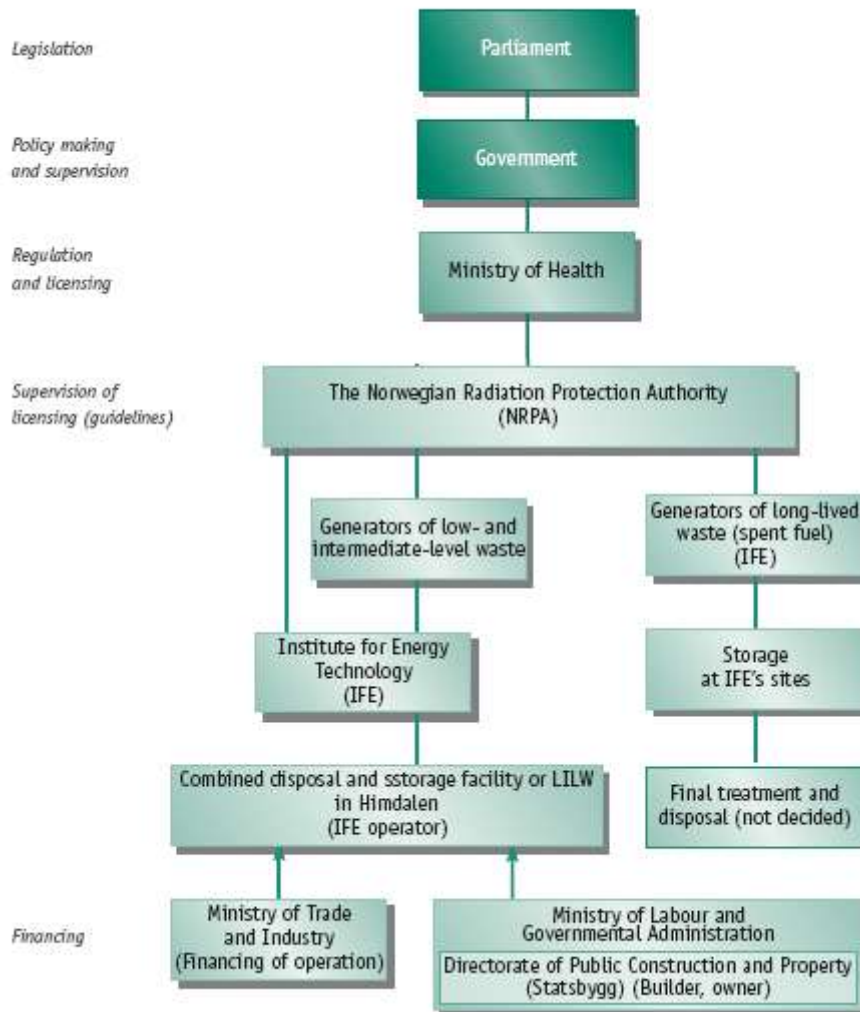 Legislation
Parliament
Policy making
and supervision
Government
Regulation
and licensing
Ministry of Health
Supervision of
licensing (guidelines)
The Norwegian Radiation Protection Authority
(NRPA)
Generators of low- and
intermediate-level waste
Generators of long-lived
waste (spent fuel)
(IFE)
Institute for Energy
Technology
(IFE)
Storage
at IFE's sites
Combined disposal and sstorage facility or LILW
in Himdalen
(IFE operator)
Final treatment and
disposal (not decided)
Financing
Ministry of Trade
and Industry
(Financing of operation)
Ministry of Labour and
Governmental Administration
Directorate of Public Construction and Property
(Statsbygg) (Builder, owner)